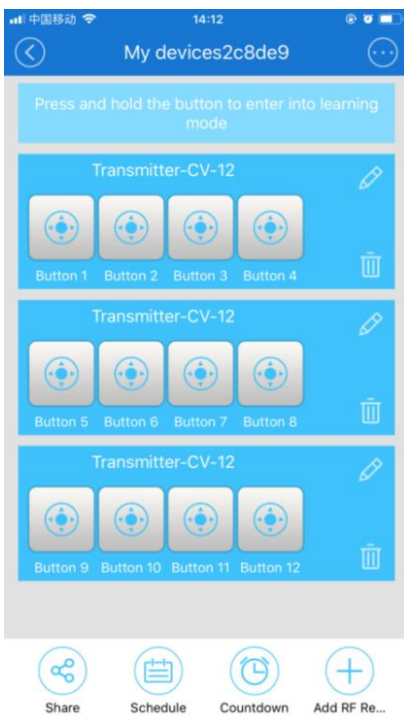 中国移动 14:12
My devices2c8de9
Press and hold the button to enter into learning
mode
Transmitter-CV-12
Button 1 Button 2 Button 3 Button 4
Transmitter-CV-12
Button 5 Button 6 Button 7 Button 8
Transmitter-CV-12
Button 9 Button 10 Button 11 Button 12
Share Schedule Countdown Add RF Re...